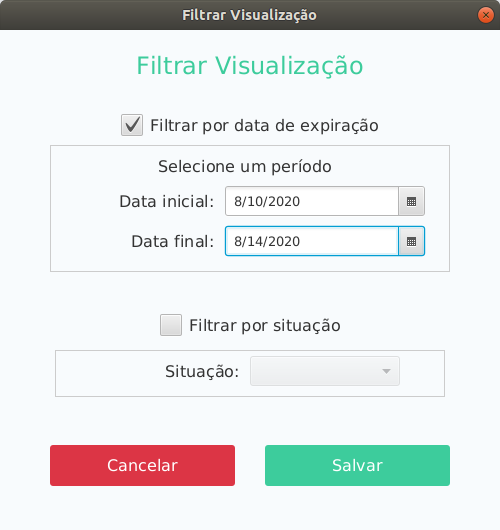 Filtrar Visualização
Filtrar Visualização
Filtrar por data de expiração
Selecione um período
Data inicial: 8/10/2020
Data final: 8/14/2020
Filtrar por situação
Situação:
Cancelar Salvar